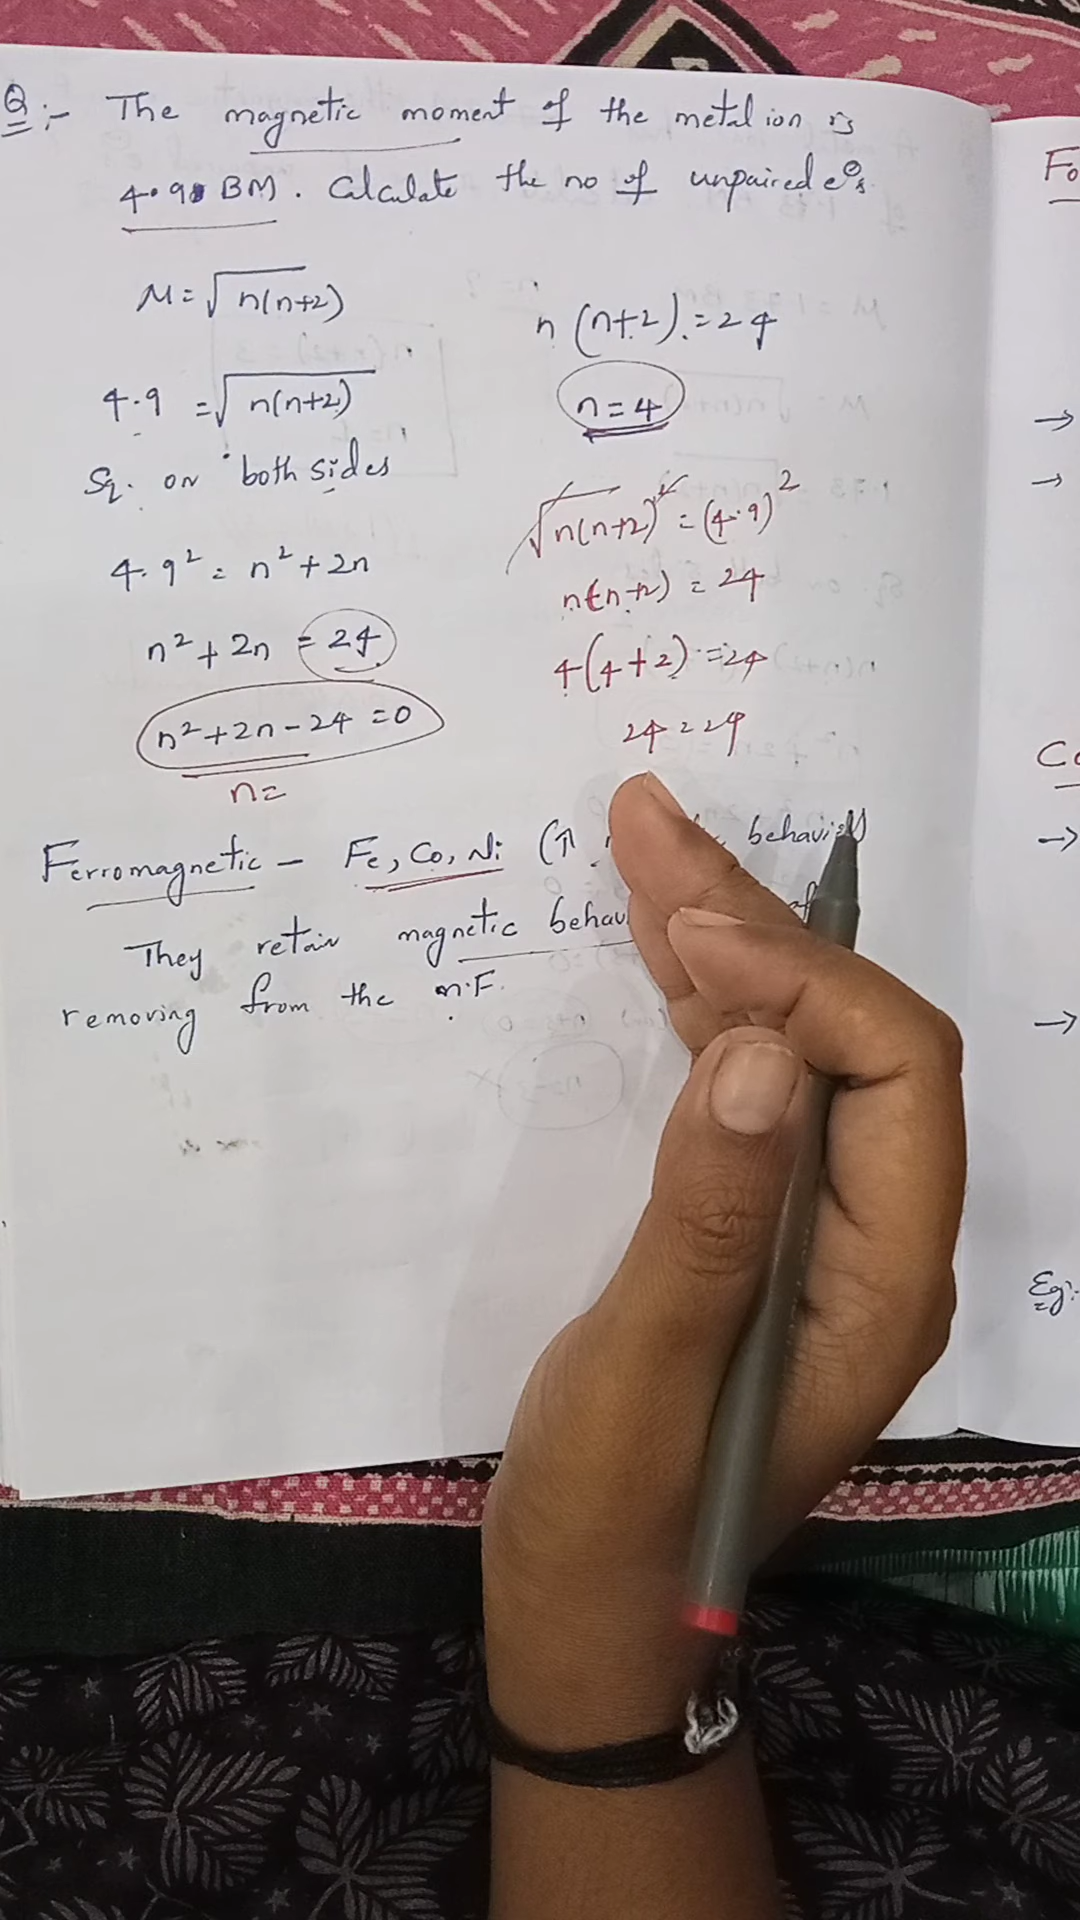 Q:- The magnetic moment of the metal ion is
4.9 BM. Calculate the no of unpaired e⊖s.
μ = √n(n+2)
4.9 = √n(n+2)
Sq. on both sides
4.9² = n² + 2n
n² + 2n = 24
n² + 2n - 24 = 0
n =
n (n+2) = 24
n = 4
√n(n+2)² = (4.9)²
n(n+2) = 24
4(4+2) = 24
24 = 24
Ferromagnetic - Fe, Co, Ni (↑ behaviour)
They retain magnetic behav
removing from the m.F.
Fo
→
→
Co
→
→
Eg:-